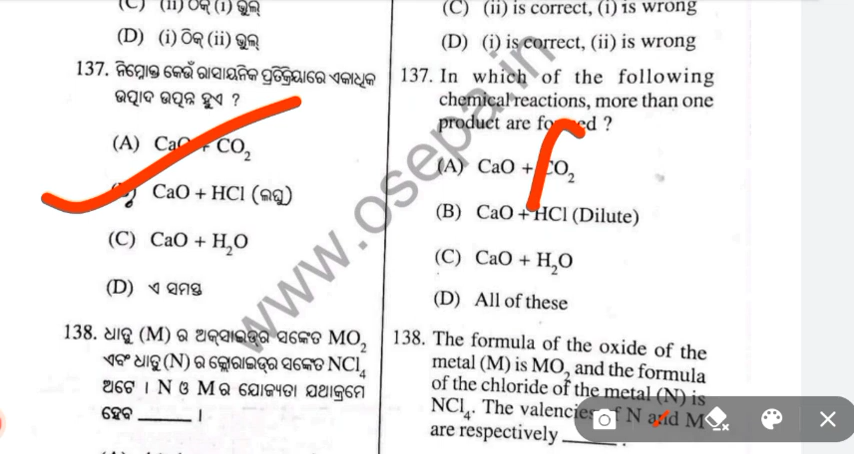 (C) (ii) ଠିକ୍ (i) ଭୁଲ୍
(D) (i) ଠିକ୍ (ii) ଭୁଲ୍
137. ନିମ୍ନୋକ୍ତ କେଉଁ ରାସାୟନିକ ପ୍ରତିକ୍ରିୟାରେ ଏକାଧିକ
ଉତ୍ପାଦ ଉତ୍ପନ୍ନ ହୁଏ ?
(A) CaO + CO₂
CaO + HCl (ଲଘୁ)
(C) CaO + H₂O
(D) ଏ ସମସ୍ତ
138. ଧାତୁ (M) ର ଅକ୍ସାଇଡ୍‌ର ସଙ୍କେତ MO₂
ଏବଂ ଧାତୁ (N) ର କ୍ଲୋରାଇଡ୍‌ର ସଙ୍କେତ NCl₄
ଅଟେ । N ଓ M ର ଯୋଜ୍ୟତା ଯଥାକ୍ରମେ
ହେବ ______ ।
(C) (ii) is correct, (i) is wrong
(D) (i) is correct, (ii) is wrong
137. In which of the following
chemical reactions, more than one
product are formed ?
(A) CaO + CO₂
(B) CaO + HCl (Dilute)
(C) CaO + H₂O
(D) All of these
138. The formula of the oxide of the
metal (M) is MO₂ and the formula
of the chloride of the metal (N) is
NCl₄. The valencies of N and M
are respectively ______ .
www.osepa.in